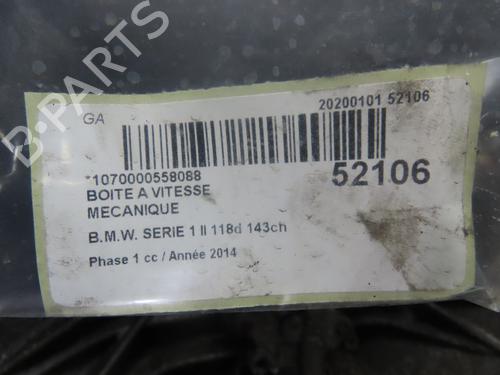 GA
20200101 52106
*1070000558088
52106
BOITE A VITESSE
MECANIQUE
B.M.W. SERIE 1 II 118d 143ch
Phase 1 cc / Année 2014
B-PARTS